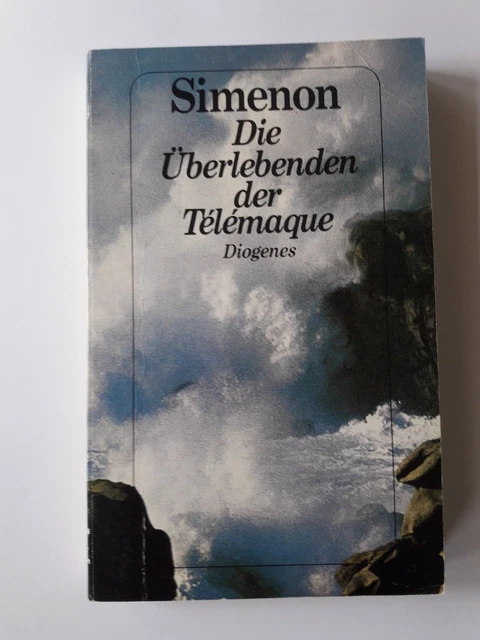 Simenon
Die
Überlebenden
der
Télémaque
Diogenes